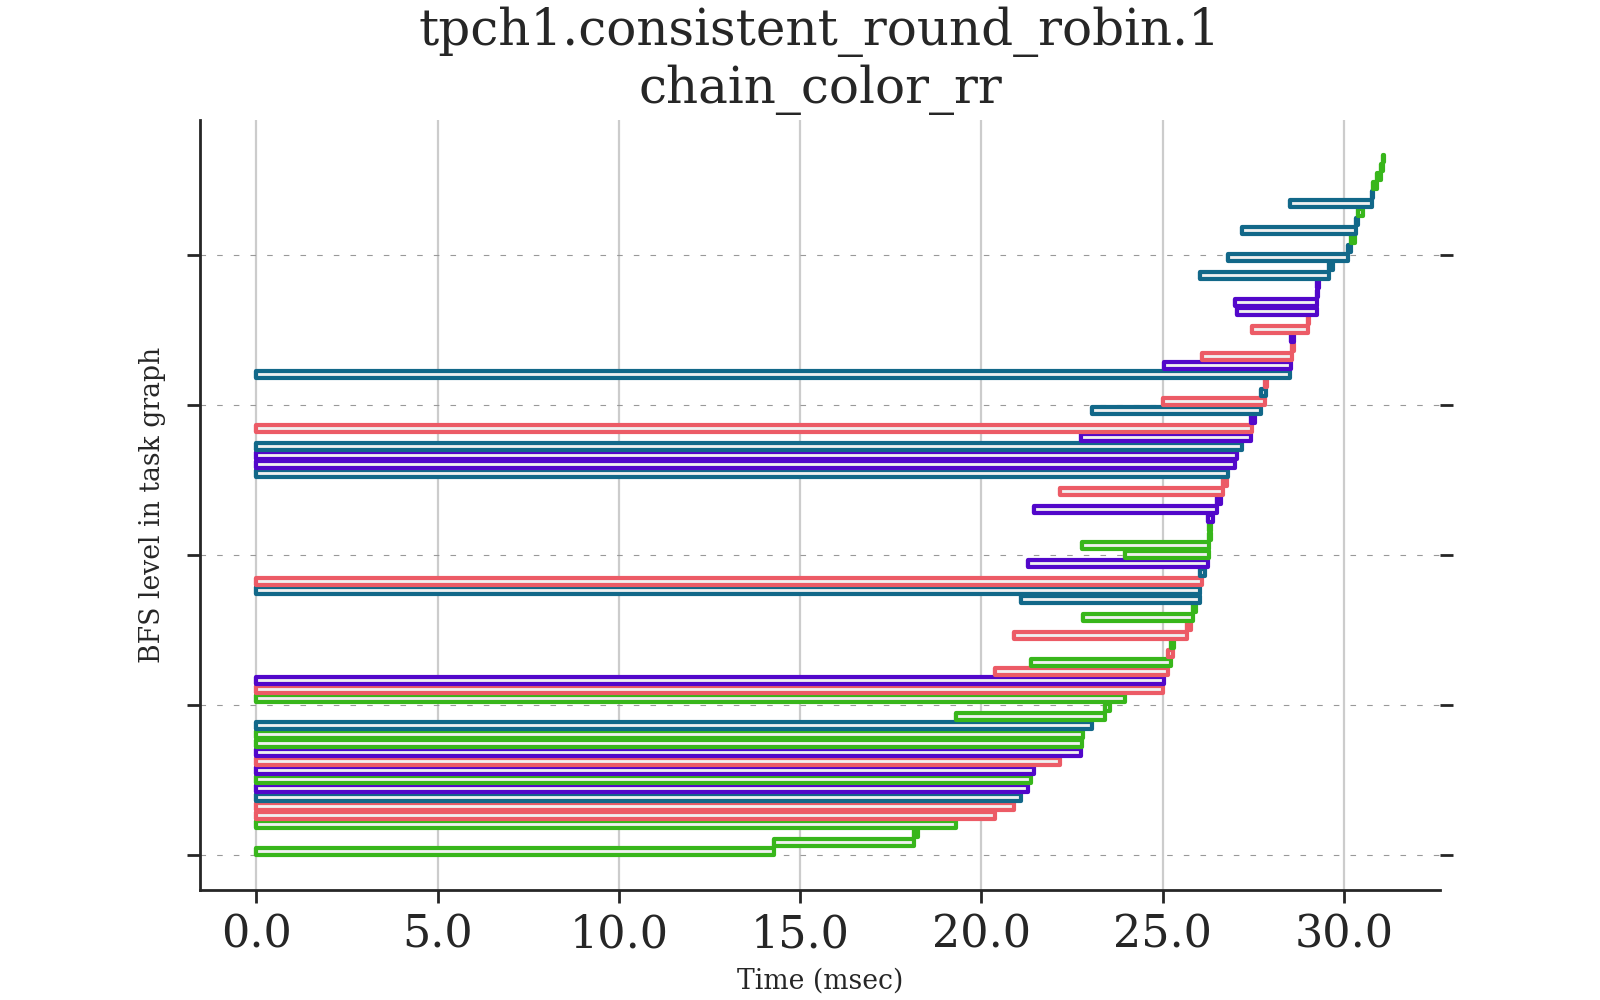 tpch1.consistent_round_robin.1
chain_color_rr
BFS level in task graph
0.0 5.0 10.0 15.0 20.0 25.0 30.0
Time (msec)